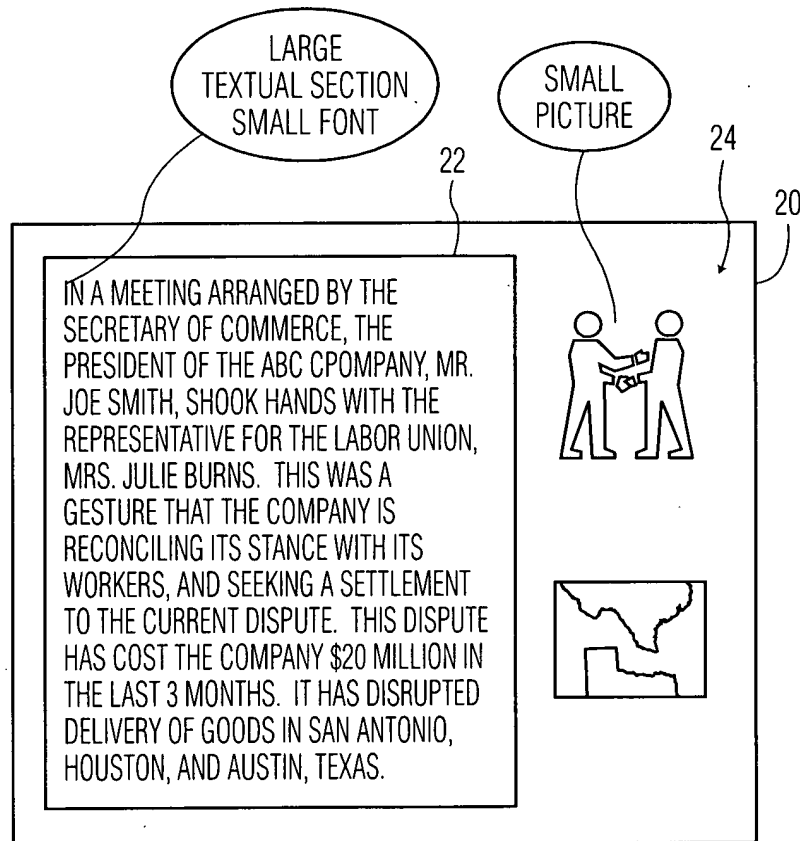 LARGE
TEXTUAL SECTION
SMALL FONT
SMALL
PICTURE
24
20
22
IN A MEETING ARRANGED BY THE
SECRETARY OF COMMERCE, THE
PRESIDENT OF THE ABC CPOMPANY, MR.
JOE SMITH, SHOOK HANDS WITH THE
REPRESENTATIVE FOR THE LABOR UNION,
MRS. JULIE BURNS. THIS WAS A
GESTURE THAT THE COMPANY IS
RECONCILING ITS STANCE WITH ITS
WORKERS, AND SEEKING A SETTLEMENT
TO THE CURRENT DISPUTE. THIS DISPUTE
HAS COST THE COMPANY $20 MILLION IN
THE LAST 3 MONTHS. IT HAS DISRUPTED
DELIVERY OF GOODS IN SAN ANTONIO,
HOUSTON, AND AUSTIN, TEXAS.